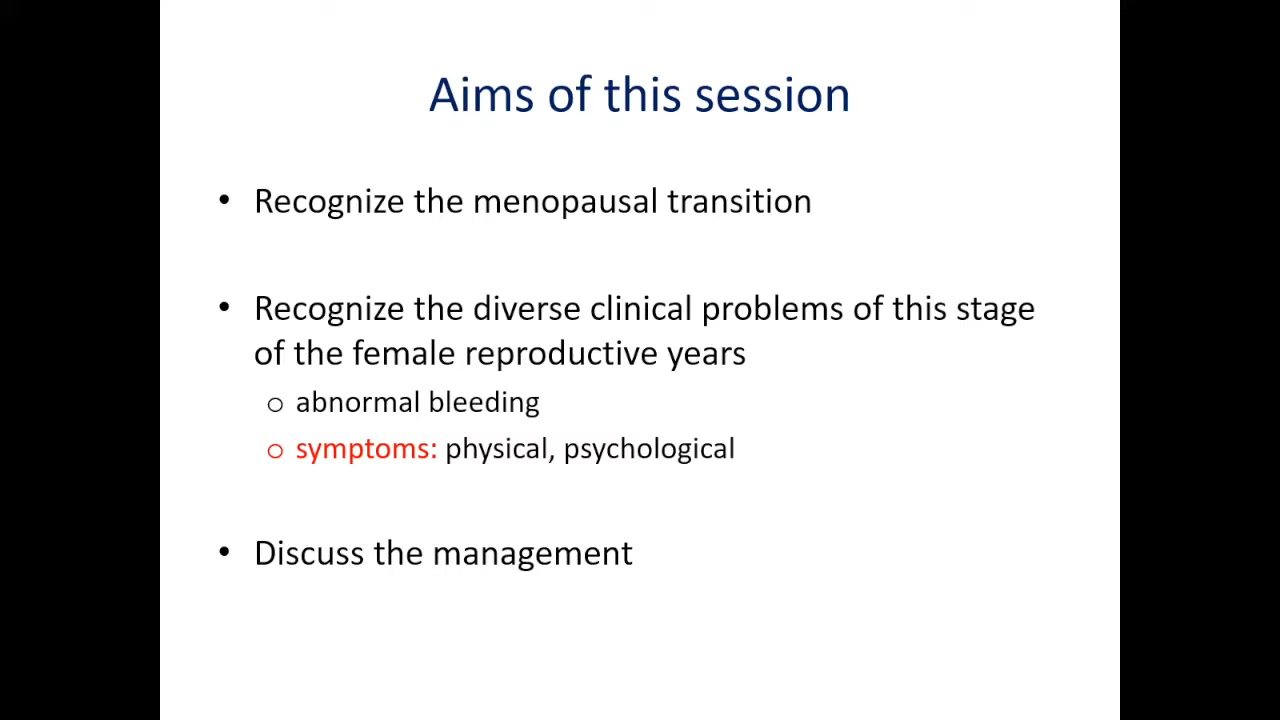 Aims of this session
• Recognize the menopausal transition
• Recognize the diverse clinical problems of this stage
of the female reproductive years
o abnormal bleeding
o symptoms: physical, psychological
• Discuss the management